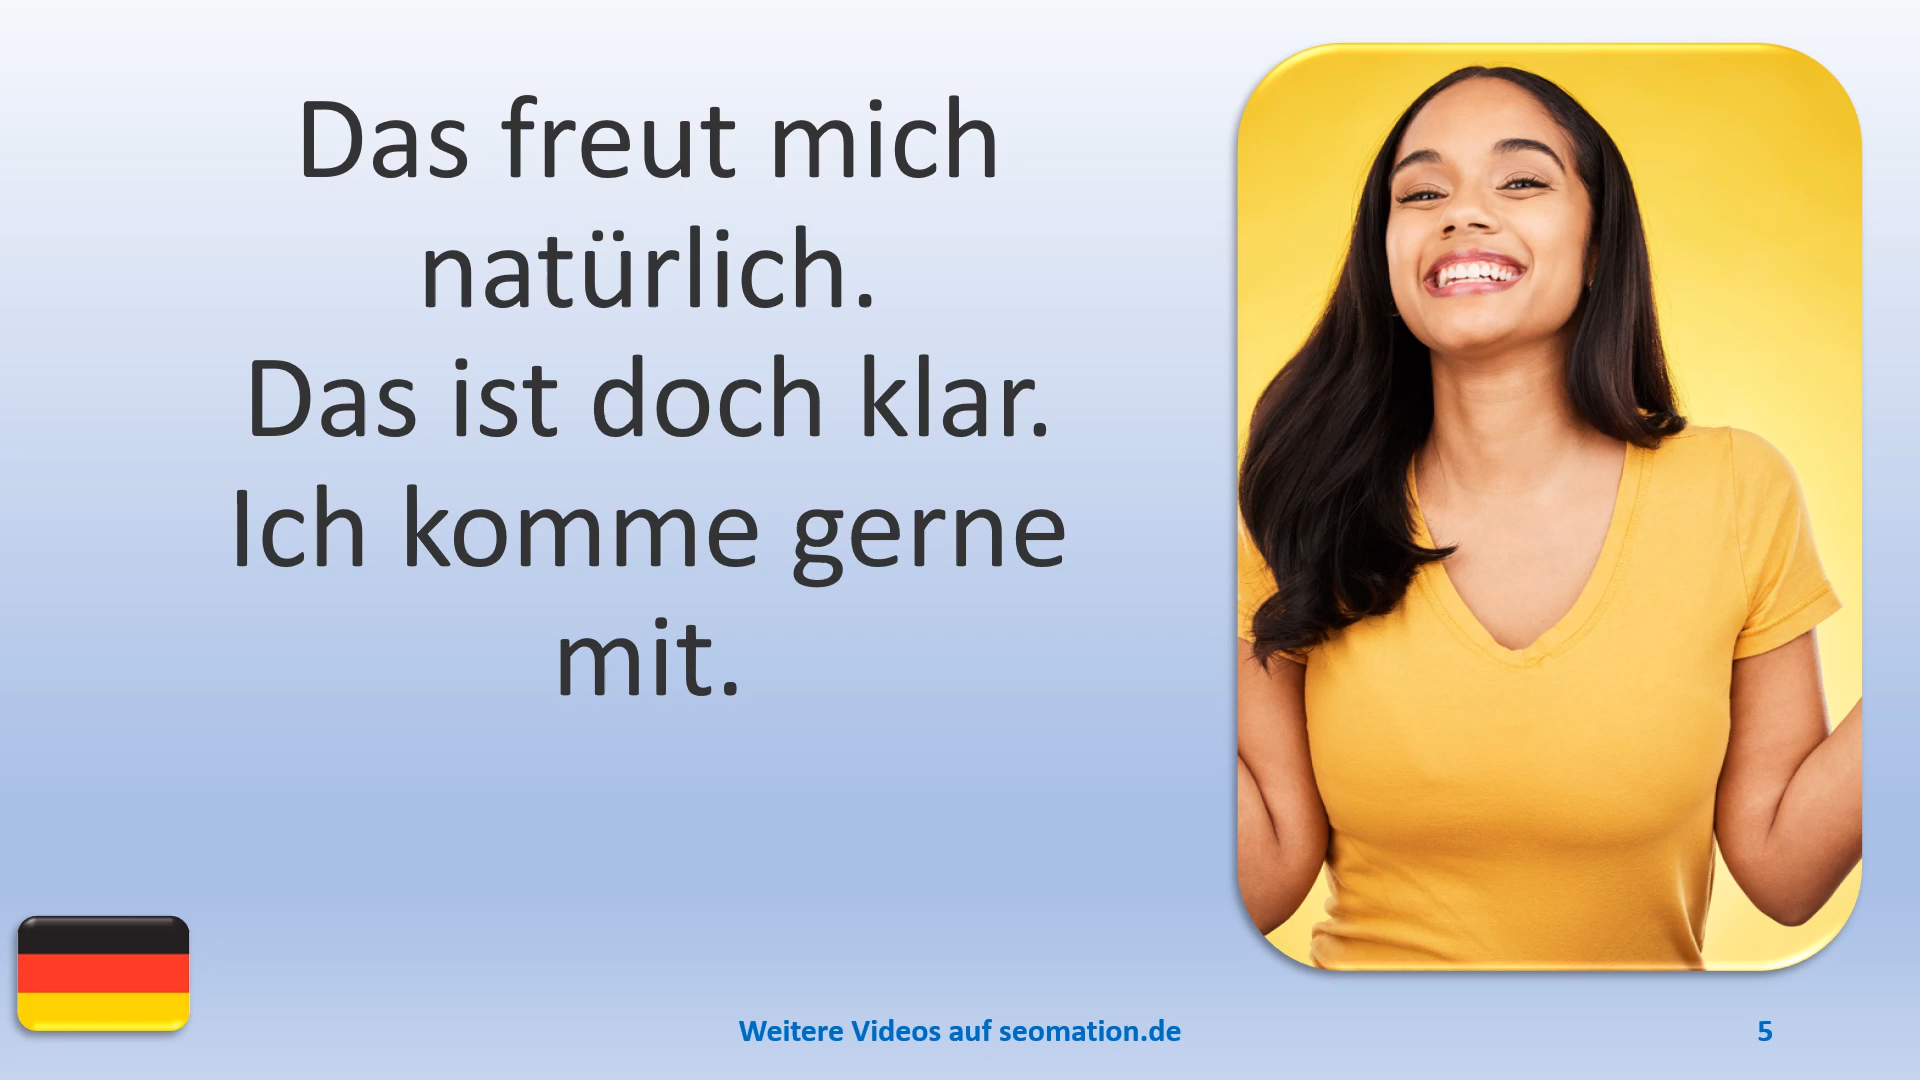 Das freut mich
natürlich.
Das ist doch klar.
Ich komme gerne
mit.
Weitere Videos auf seomation.de
5